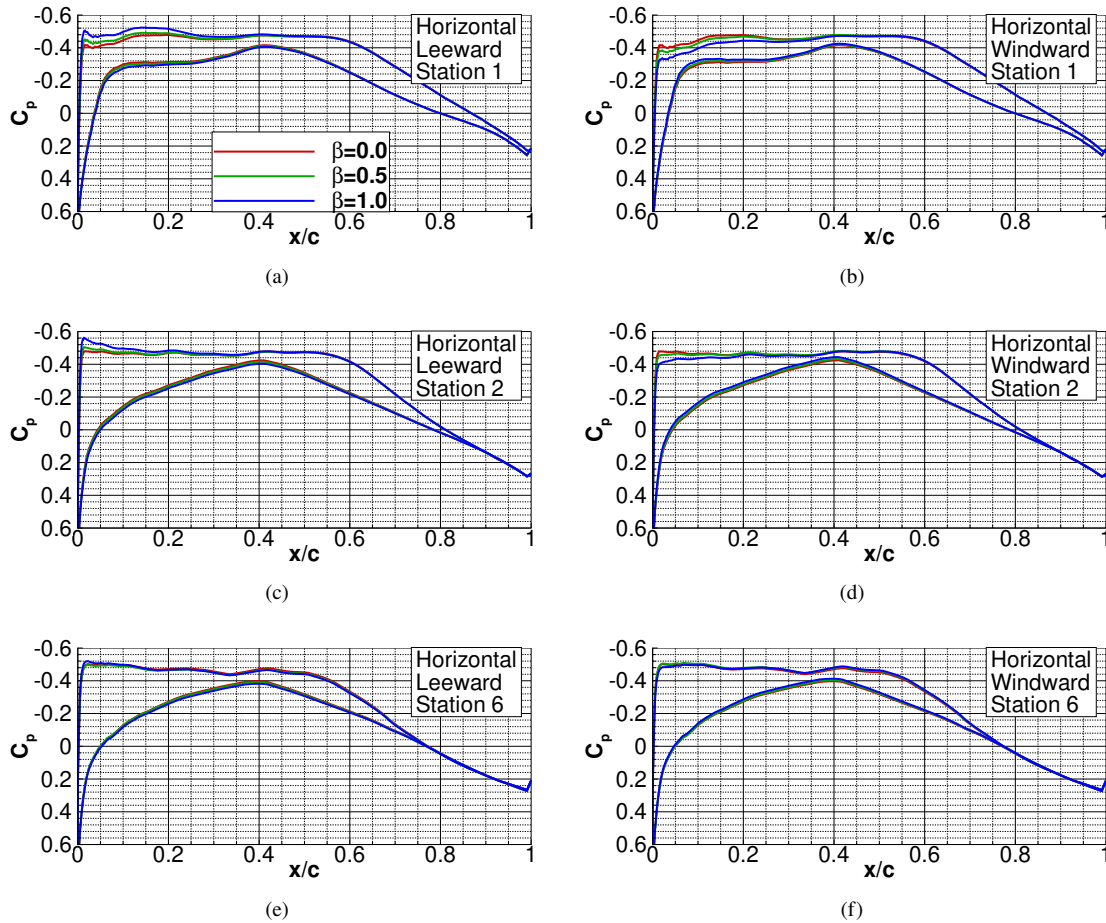 -0.6
-0.4
-0.2
0
0.2
0.4
0.6
Cp
Horizontal
Leeward
Station 1
β=0.0
β=0.5
β=1.0
0 0.2 0.4 0.6 0.8 1
x/c
(a)
-0.6
-0.4
-0.2
0
0.2
0.4
0.6
Cp
Horizontal
Windward
Station 1
0 0.2 0.4 0.6 0.8 1
x/c
(b)
-0.6
-0.4
-0.2
0
0.2
0.4
0.6
Cp
Horizontal
Leeward
Station 2
0 0.2 0.4 0.6 0.8 1
x/c
(c)
-0.6
-0.4
-0.2
0
0.2
0.4
0.6
Cp
Horizontal
Windward
Station 2
0 0.2 0.4 0.6 0.8 1
x/c
(d)
-0.6
-0.4
-0.2
0
0.2
0.4
0.6
Cp
Horizontal
Leeward
Station 6
0 0.2 0.4 0.6 0.8 1
x/c
(e)
-0.6
-0.4
-0.2
0
0.2
0.4
0.6
Cp
Horizontal
Windward
Station 6
0 0.2 0.4 0.6 0.8 1
x/c
(f)